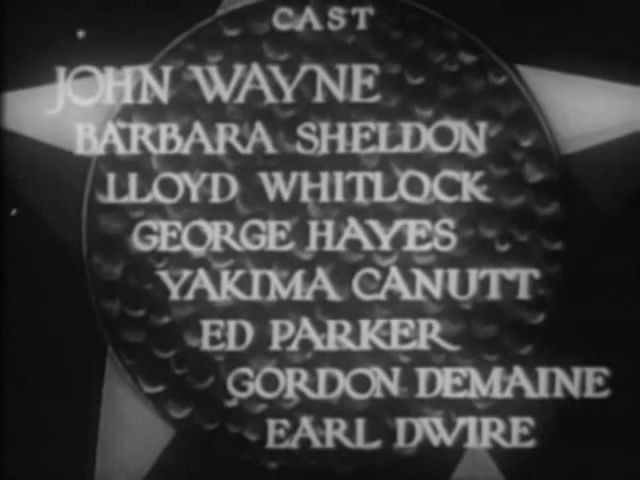 CAST
JOHN WAYNE
BARBARA SHELDON
LLOYD WHITLOCK
GEORGE HAYES
YAKIMA CANUTT
ED PARKER
GORDON DEMAINE
EARL DWIRE